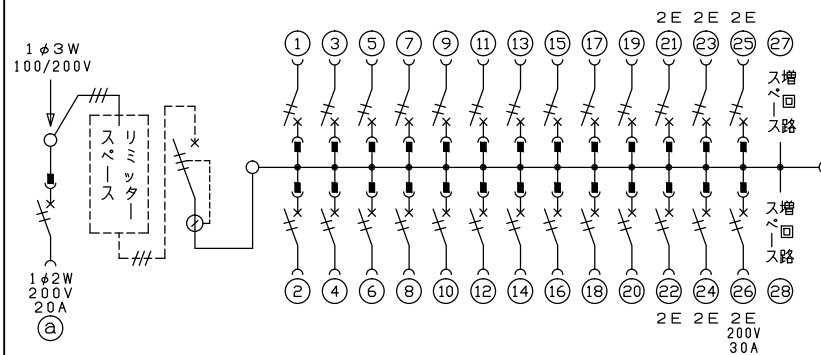 2E 2E 2E
1 3 5 7 9 11 13 15 17 19 21 23 25 27
1φ3W
100/200V
リミッター
スペース
増回路
スペース
増回路
スペース
1φ2W
200V
20A
a
2 4 6 8 10 12 14 16 18 20 22 24 26 28
2E 2E 2E
200V
30A